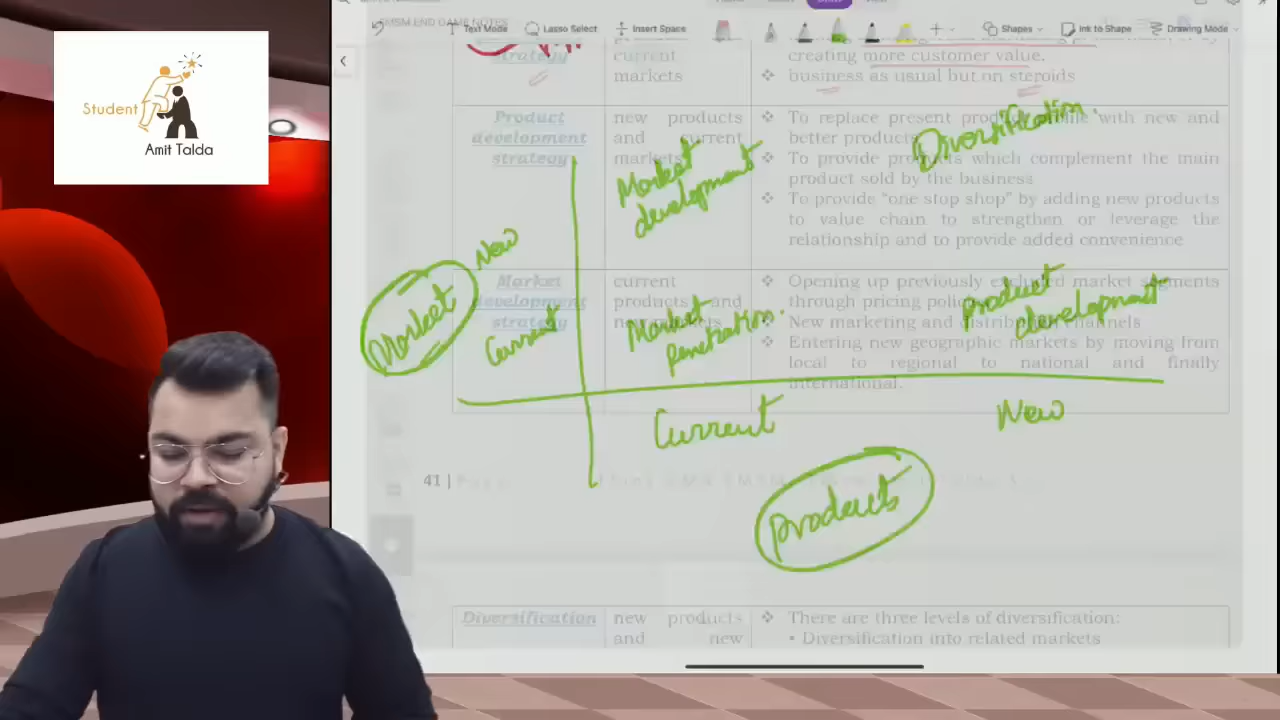 Student
Amit Talda
SMSM END GAME NOTES
Text Mode
Lasso Select
Insert Space
Shapes
Ink to Shape
Drawing Mode
strategy
current
markets
creating more customer value.
❖ business as usual but on steroids
Product
development
strategy
new products
and current
markets
❖ To replace present with new and
better products
❖ To provide products which complement the main
product sold by the business
❖ To provide “one stop shop” by adding new products
to value chain to strengthen or leverage the
relationship and to provide added convenience
Market
development
strategy
current
products and
new markets
❖ Opening up previously excluded market segments
through pricing
❖ New marketing and distribution channels
❖ Entering new geographic markets by moving from
local to regional to national and finally
international.
Market
development
Diversification.
New
Market
Current
Market
penetration.
Product
development
Current
New
Products
41 |
Diversification
new products
and new
❖ There are three levels of diversification:
• Diversification into related markets